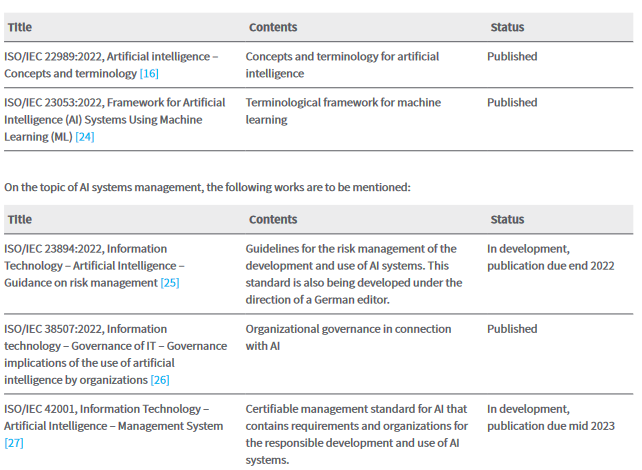 Title Contents Status
ISO/IEC 22989:2022, Artificial intelligence – Concepts and terminology for artificial Published
Concepts and terminology [16] intelligence
ISO/IEC 23053:2022, Framework for Artificial Terminological framework for machine Published
Intelligence (AI) Systems Using Machine learning
Learning (ML) [24]
On the topic of AI systems management, the following works are to be mentioned:
Title Contents Status
ISO/IEC 23894:2022, Information Guidelines for the risk management of the In development,
Technology – Artificial Intelligence – development and use of AI systems. This publication due end 2022
Guidance on risk management [25] standard is also being developed under the
direction of a German editor.
ISO/IEC 38507:2022, Information Organizational governance in connection Published
technology – Governance of IT – Governance with AI
implications of the use of artificial
intelligence by organizations [26]
ISO/IEC 42001, Information Technology – Certifiable management standard for AI that In development,
Artificial Intelligence – Management System contains requirements and organizations for publication due mid 2023
[27] the responsible development and use of AI
systems.